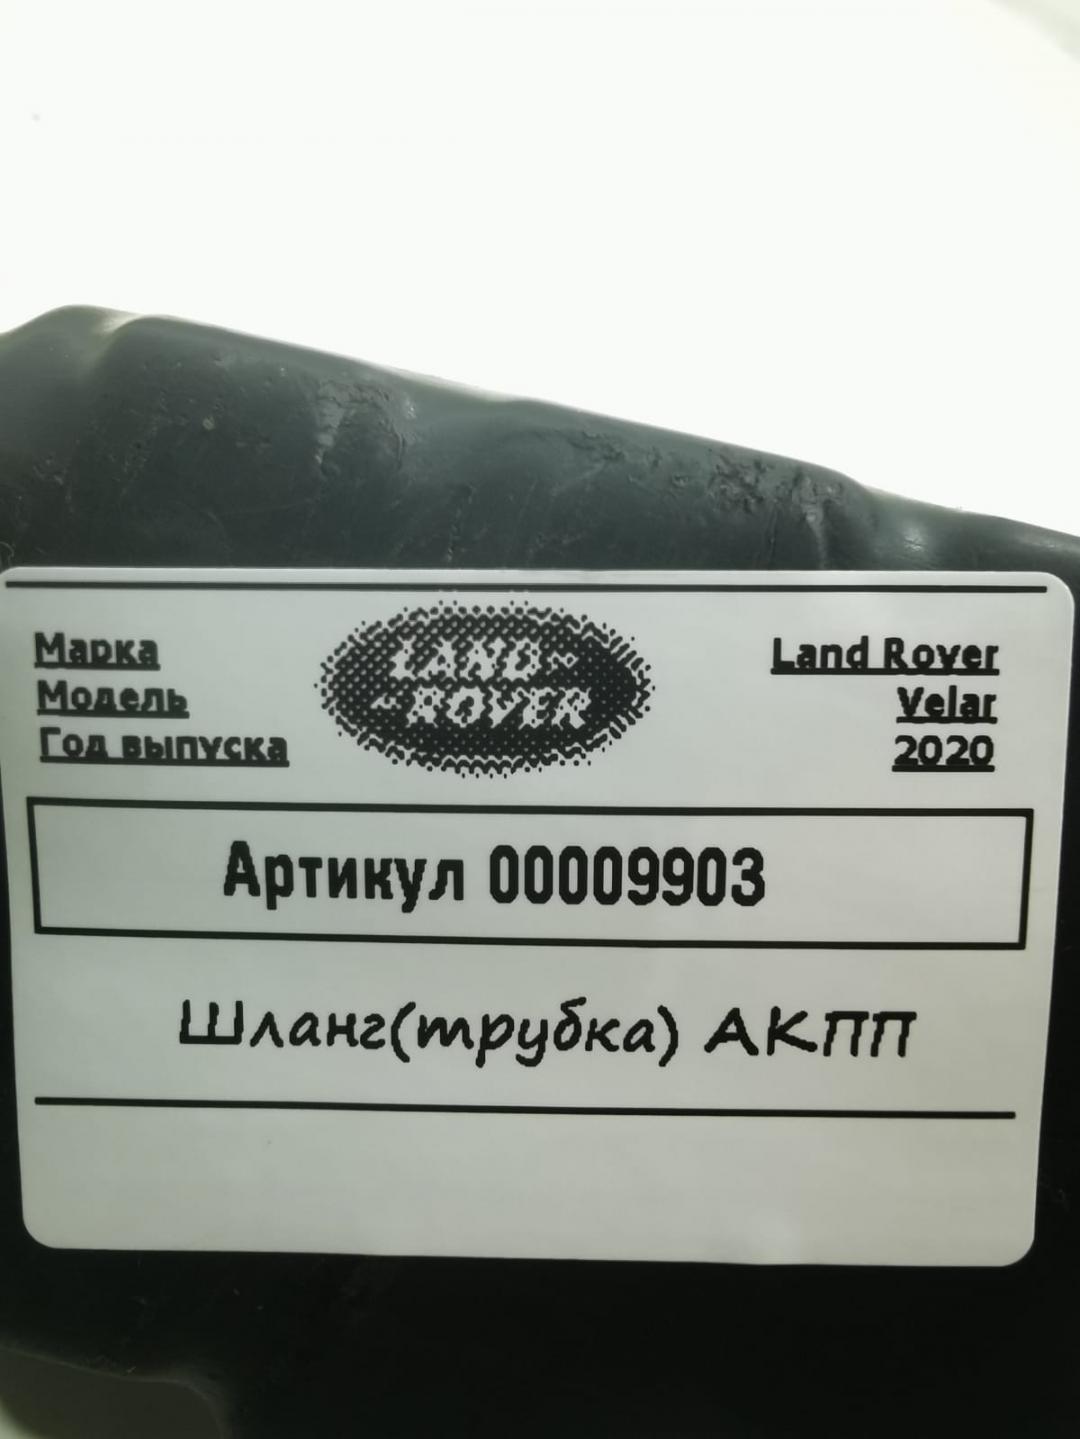 Марка
Land Rover
Модель
Velar
Год выпуска
2020
LAND-
-ROVER
Артикул 00009903
Шланг(трубка) АКПП